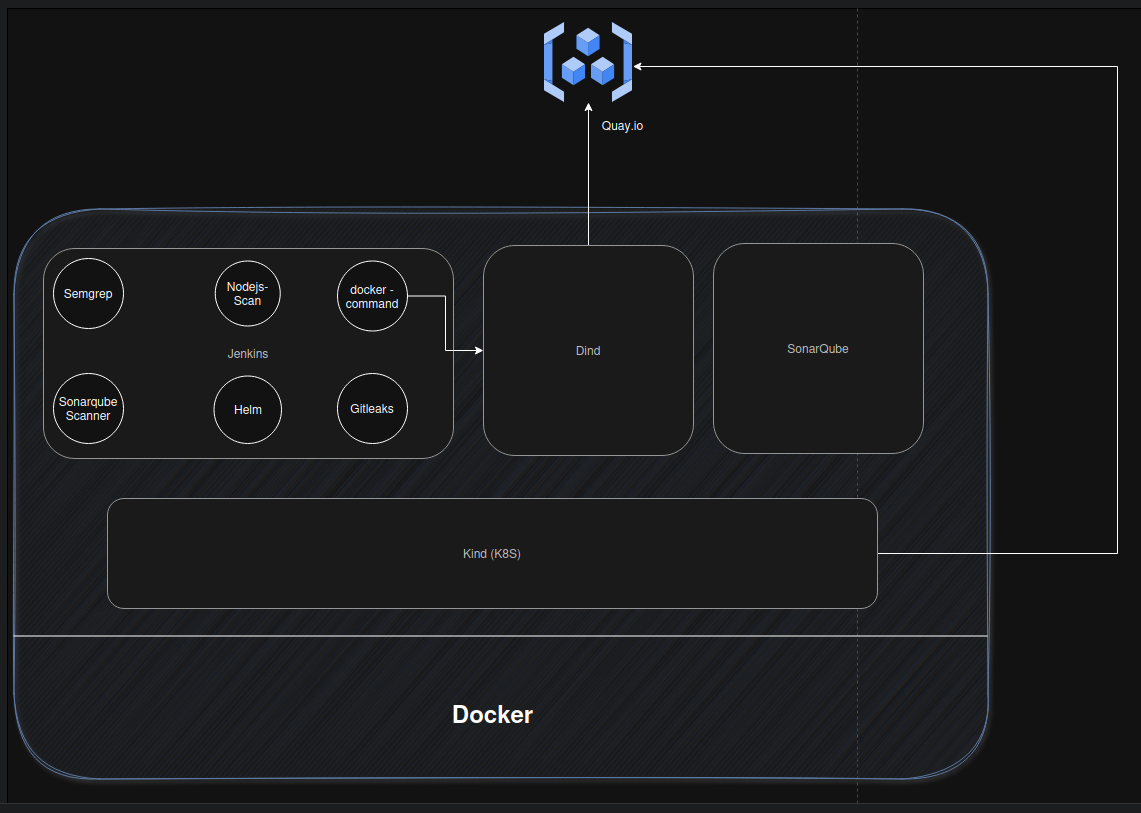 Quay.io
Semgrep
Nodejs-
Scan
docker -
command
Jenkins
Sonarqube
Scanner
Helm
Gitleaks
Dind
SonarQube
Kind (K8S)
Docker